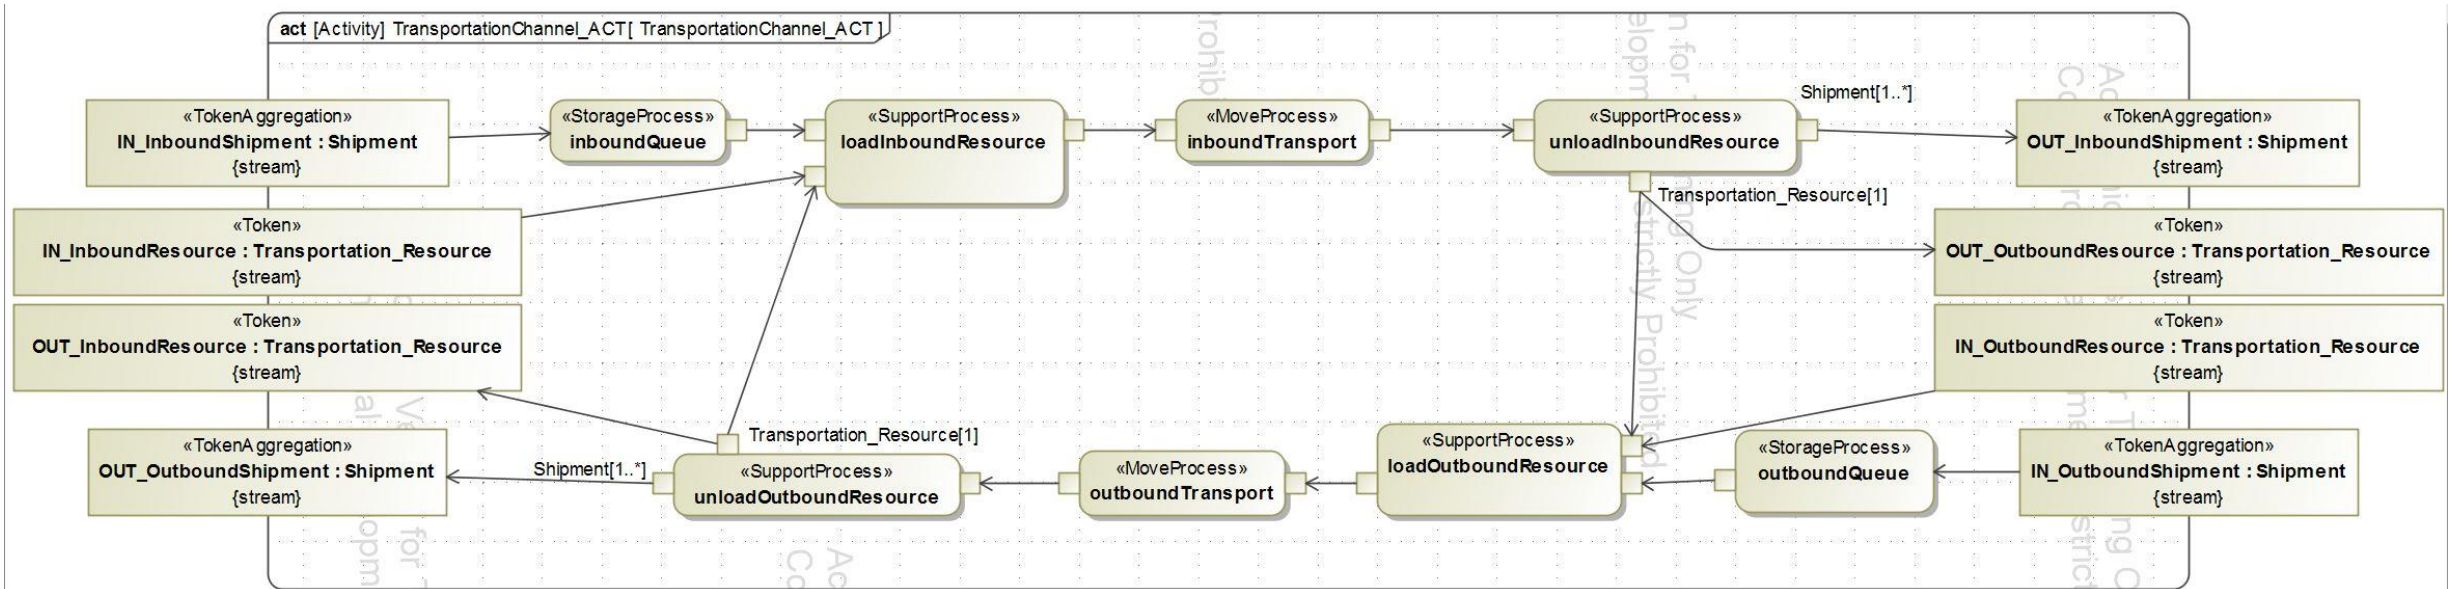 act [Activity] TransportationChannel_ACT[ TransportationChannel_ACT ]
«TokenAggregation»
IN_InboundShipment : Shipment
{stream}
«StorageProcess»
inboundQueue
«SupportProcess»
loadInboundResource
«MoveProcess»
inboundTransport
«SupportProcess»
unloadInboundResource
Shipment[1..*]
«TokenAggregation»
OUT_InboundShipment : Shipment
{stream}
Transportation_Resource[1]
«Token»
IN_InboundResource : Transportation_Resource
{stream}
«Token»
OUT_OutboundResource : Transportation_Resource
{stream}
«Token»
OUT_InboundResource : Transportation_Resource
{stream}
«Token»
IN_OutboundResource : Transportation_Resource
{stream}
«TokenAggregation»
OUT_OutboundShipment : Shipment
{stream}
Shipment[1..*]
Transportation_Resource[1]
«SupportProcess»
unloadOutboundResource
«MoveProcess»
outboundTransport
«SupportProcess»
loadOutboundResource
«StorageProcess»
outboundQueue
«TokenAggregation»
IN_OutboundShipment : Shipment
{stream}